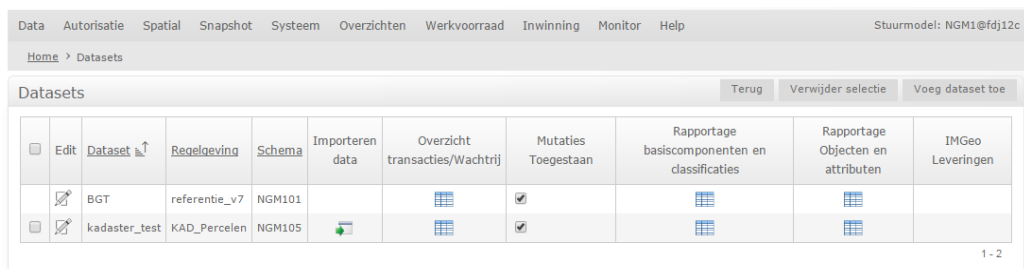 Data Autorisatie Spatial Snapshot Systeem Overzichten Werkvoorraad Inwinning Monitor Help Stuurmodel: NGM1@fdj12c
Home > Datasets
Datasets Terug Verwijder selectie Voeg dataset toe
Edit Dataset Regelgeving Schema Importeren data Overzicht transacties/Wachtrij Mutaties Toegestaan Rapportage basiscomponenten en classificaties Rapportage Objecten en attributen IMGeo Leveringen
BGT referentie_v7 NGM101
kadaster_test KAD_Percelen NGM105
1 - 2